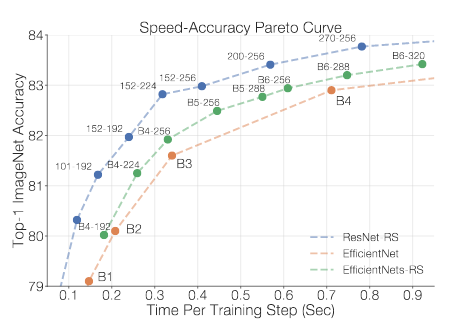 Speed-Accuracy Pareto Curve
Top-1 ImageNet Accuracy
84
83
82
81
80
79
270-256
B6-320
200-256
B6-288
152-256
B6-256
152-224
B5-288
B5-256
B4
152-192
B4-256
B3
101-192
B4-224
B4-192
B2
B1
ResNet-RS
EfficientNet
EfficientNets-RS
0.1 0.2 0.3 0.4 0.5 0.6 0.7 0.8 0.9
Time Per Training Step (Sec)